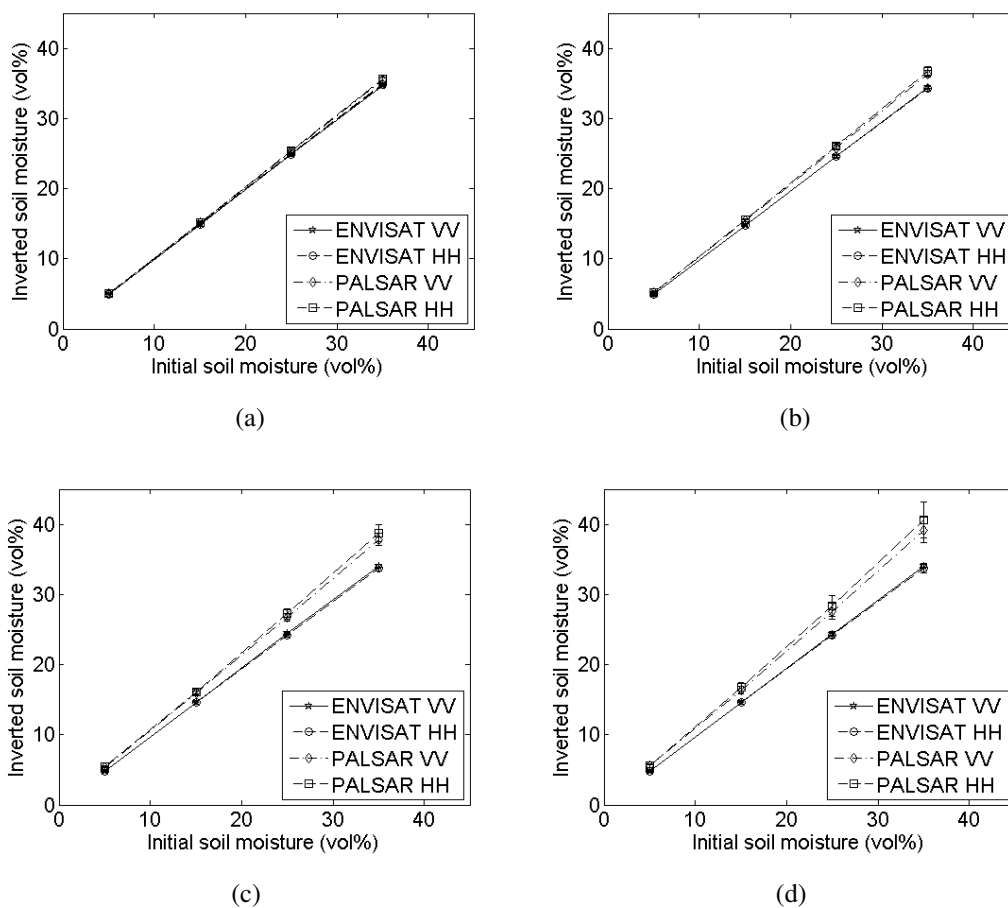 Inverted soil moisture (vol%)
40
30
20
10
0
0 10 20 30 40
Initial soil moisture (vol%)
ENVISAT VV
ENVISAT HH
PALSAR VV
PALSAR HH
(a)
Inverted soil moisture (vol%)
40
30
20
10
0
0 10 20 30 40
Initial soil moisture (vol%)
ENVISAT VV
ENVISAT HH
PALSAR VV
PALSAR HH
(b)
Inverted soil moisture (vol%)
40
30
20
10
0
0 10 20 30 40
Initial soil moisture (vol%)
ENVISAT VV
ENVISAT HH
PALSAR VV
PALSAR HH
(c)
Inverted soil moisture (vol%)
40
30
20
10
0
0 10 20 30 40
Initial soil moisture (vol%)
ENVISAT VV
ENVISAT HH
PALSAR VV
PALSAR HH
(d)